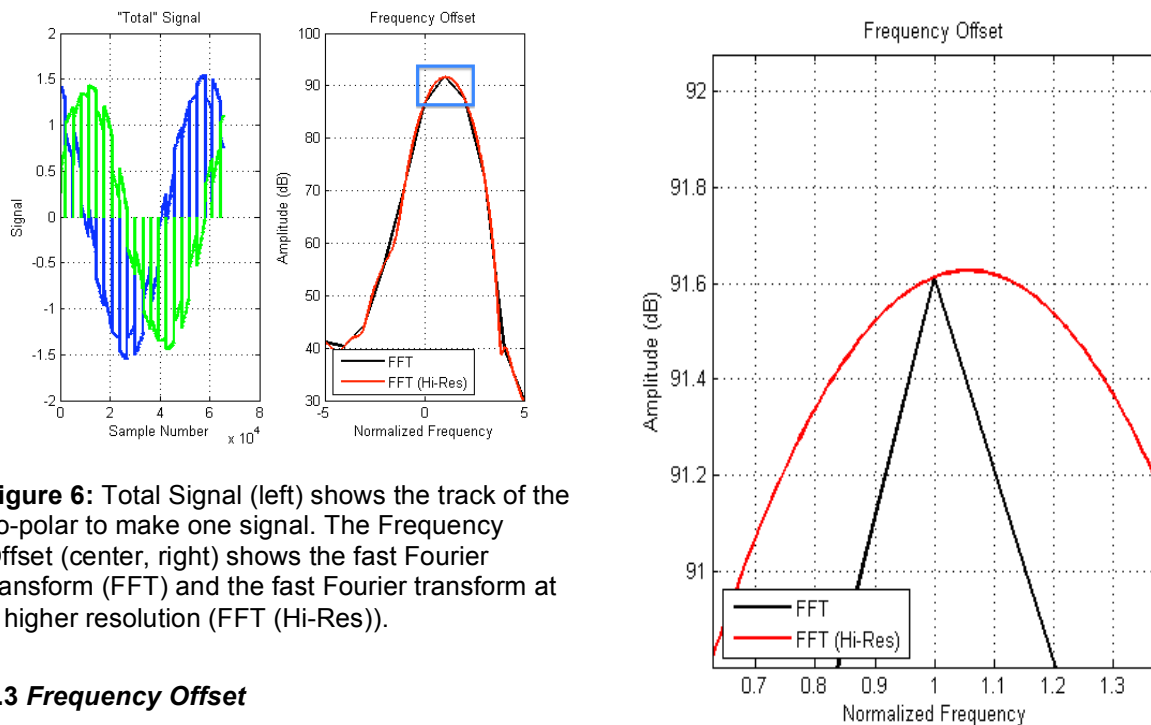 "Total" Signal
2
1.5
1
0.5
0
-0.5
-1
-1.5
-2
0 2 4 6 8
Signal
Sample Number x 10^4
Frequency Offset
100
90
80
70
60
50
40
30
-5 0 5
Amplitude (dB)
Normalized Frequency
FFT
FFT (Hi-Res)
Frequency Offset
92
91.8
91.6
91.4
91.2
91
0.7 0.8 0.9 1 1.1 1.2 1.3
Amplitude (dB)
Normalized Frequency
FFT
FFT (Hi-Res)
igure 6: Total Signal (left) shows the track of the
o-polar to make one signal. The Frequency
ffset (center, right) shows the fast Fourier
ansform (FFT) and the fast Fourier transform at
higher resolution (FFT (Hi-Res)).
.3 Frequency Offset